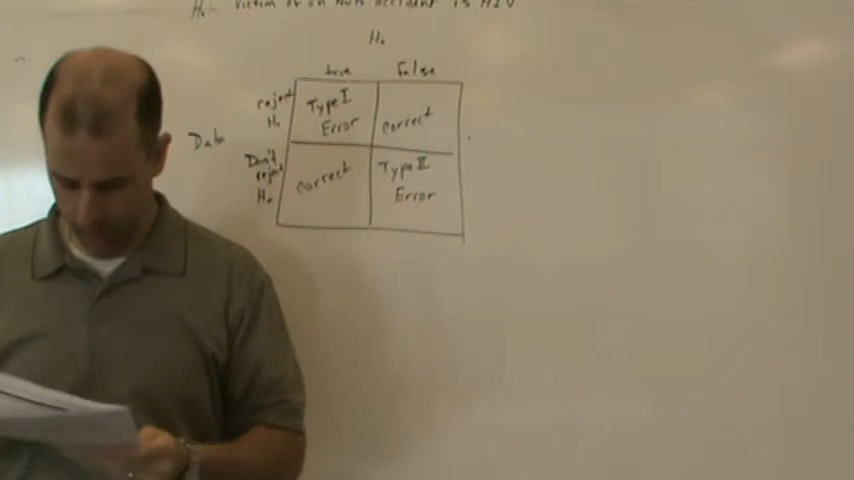 H₀: victim of an auto accident is HIV
H₀
true False
reject H₀
Type I Error
Correct
Data
Don't reject H₀
Correct
Type II Error